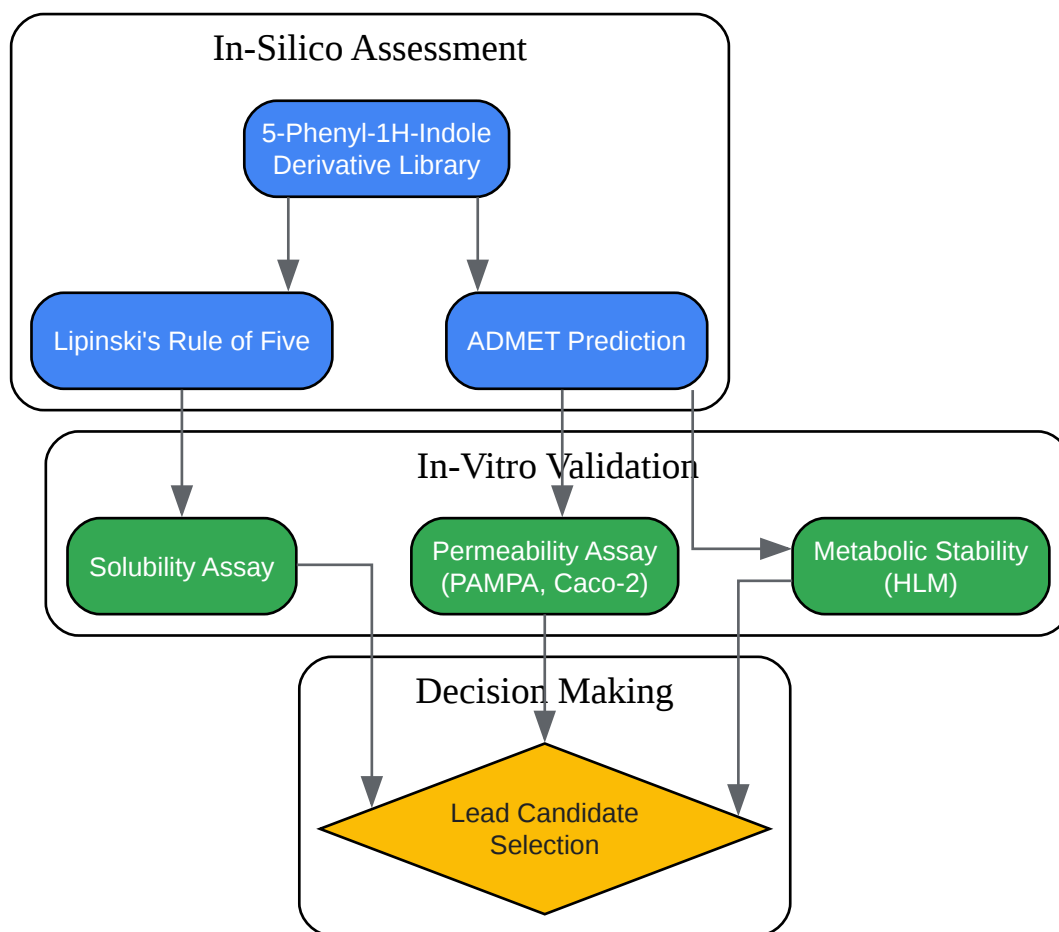 In-Silico Assessment
5-Phenyl-1H-Indole
Derivative Library
Lipinski's Rule of Five
ADMET Prediction
In-Vitro Validation
Solubility Assay
Permeability Assay
(PAMPA, Caco-2)
Metabolic Stability
(HLM)
Decision Making
Lead Candidate
Selection